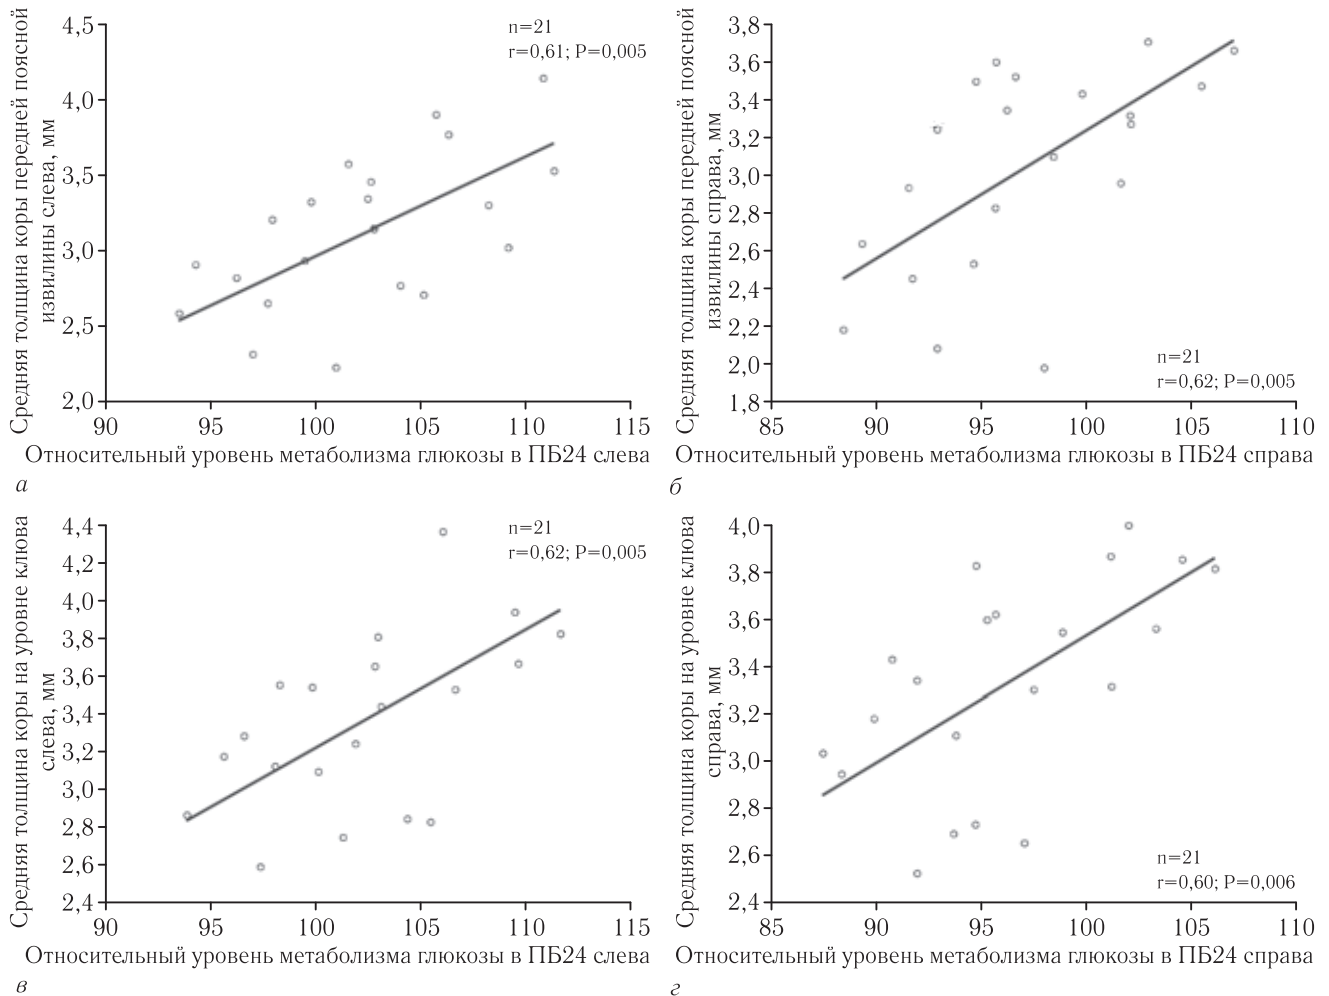 Средняя толщина коры передней поясной
извилины слева, мм
4,5
4,0
3,5
3,0
2,5
2,0
90
95
100
105
110
115
n=21
r=0,61; P=0,005
Относительный уровень метаболизма глюкозы в ПБ24 слева
а
Средняя толщина коры передней поясной
извилины справа, мм
3,8
3,6
3,4
3,2
3,0
2,8
2,6
2,4
2,2
2,0
1,8
85
90
95
100
105
110
n=21
r=0,62; P=0,005
Относительный уровень метаболизма глюкозы в ПБ24 справа
б
Средняя толщина коры на уровне клюва
слева, мм
4,4
4,2
4,0
3,8
3,6
3,4
3,2
3,0
2,8
2,6
2,4
90
95
100
105
110
115
n=21
r=0,62; P=0,005
Относительный уровень метаболизма глюкозы в ПБ24 слева
в
Средняя толщина коры на уровне клюва
справа, мм
4,0
3,8
3,6
3,4
3,2
3,0
2,8
2,6
2,4
85
90
95
100
105
110
n=21
r=0,60; P=0,006
Относительный уровень метаболизма глюкозы в ПБ24 справа
г